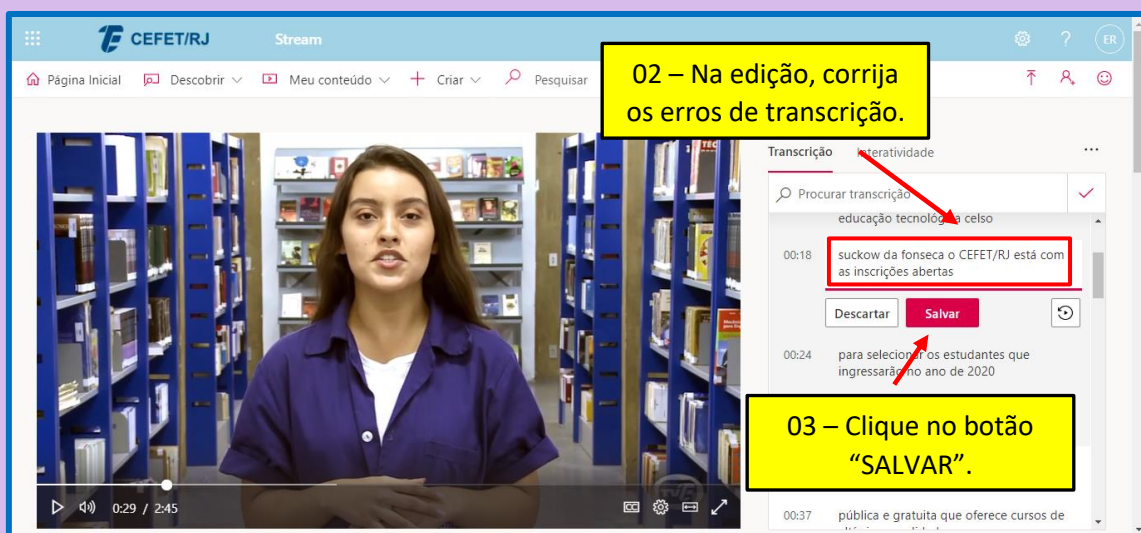 CEFET/RJ
Stream
?
ER
Página Inicial
Descobrir
Meu conteúdo
Criar
Pesquisar
02 – Na edição, corrija
os erros de transcrição.
Transcrição
Interatividade
...
Procurar transcrição
educação tecnológica celso
00:18
suckow da fonseca o CEFET/RJ está com
as inscrições abertas
Descartar
Salvar
00:24
para selecionar os estudantes que
ingressarão no ano de 2020
03 – Clique no botão
“SALVAR”.
0:29 / 2:45
CC
00:37
pública e gratuita que oferece cursos de